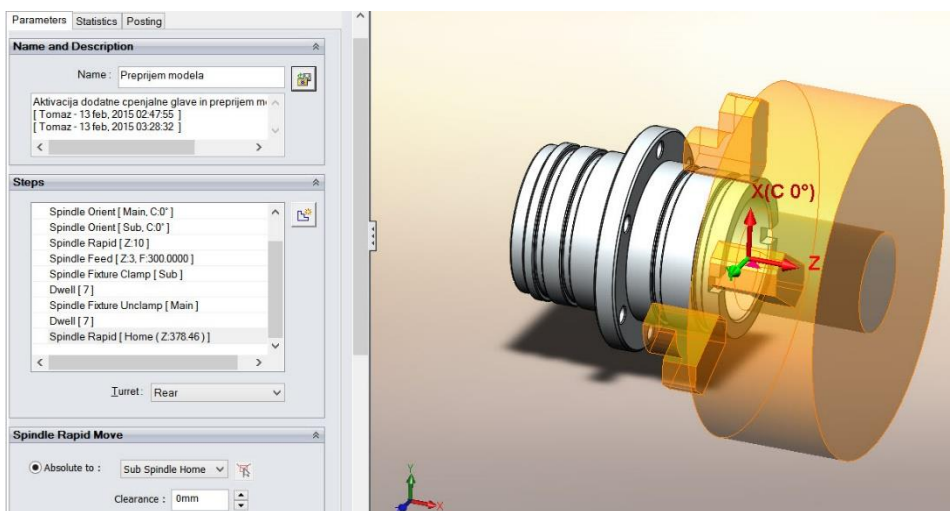 Parameters Statistics Posting
Name and Description
Name : Preprijem modela
Aktivacija dodatne cpenjalne glave in preprijem m
[ Tomaz - 13 feb, 2015 02:47:55 ]
[ Tomaz - 13 feb, 2015 03:28:32 ]
Steps
Spindle Orient [ Main, C:0° ]
Spindle Orient [ Sub, C:0° ]
Spindle Rapid [ Z:10 ]
Spindle Feed [ Z:3, F:300.0000 ]
Spindle Fixture Clamp [ Sub ]
Dwell [ 7 ]
Spindle Fixture Unclamp [ Main ]
Dwell [ 7 ]
Spindle Rapid [ Home ( Z:378.46 ) ]
Turret : Rear
Spindle Rapid Move
Absolute to : Sub Spindle Home
Clearance : 0mm
X(C 0°)
Z
Y
X